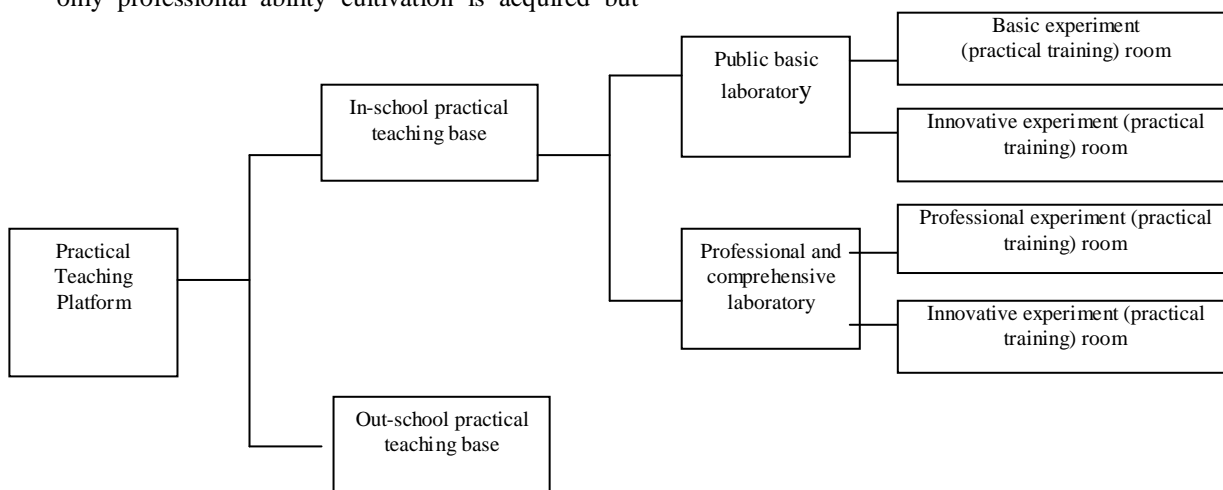 only professional ability cultivation is acquired but
Basic experiment
(practical training) room
Public basic
laboratory
In-school practical
teaching base
Innovative experiment (practical
training) room
Professional experiment (practical
training) room
Practical
Teaching
Platform
Professional and
comprehensive
laboratory
Innovative experiment (practical
training) room
Out-school practical
teaching base